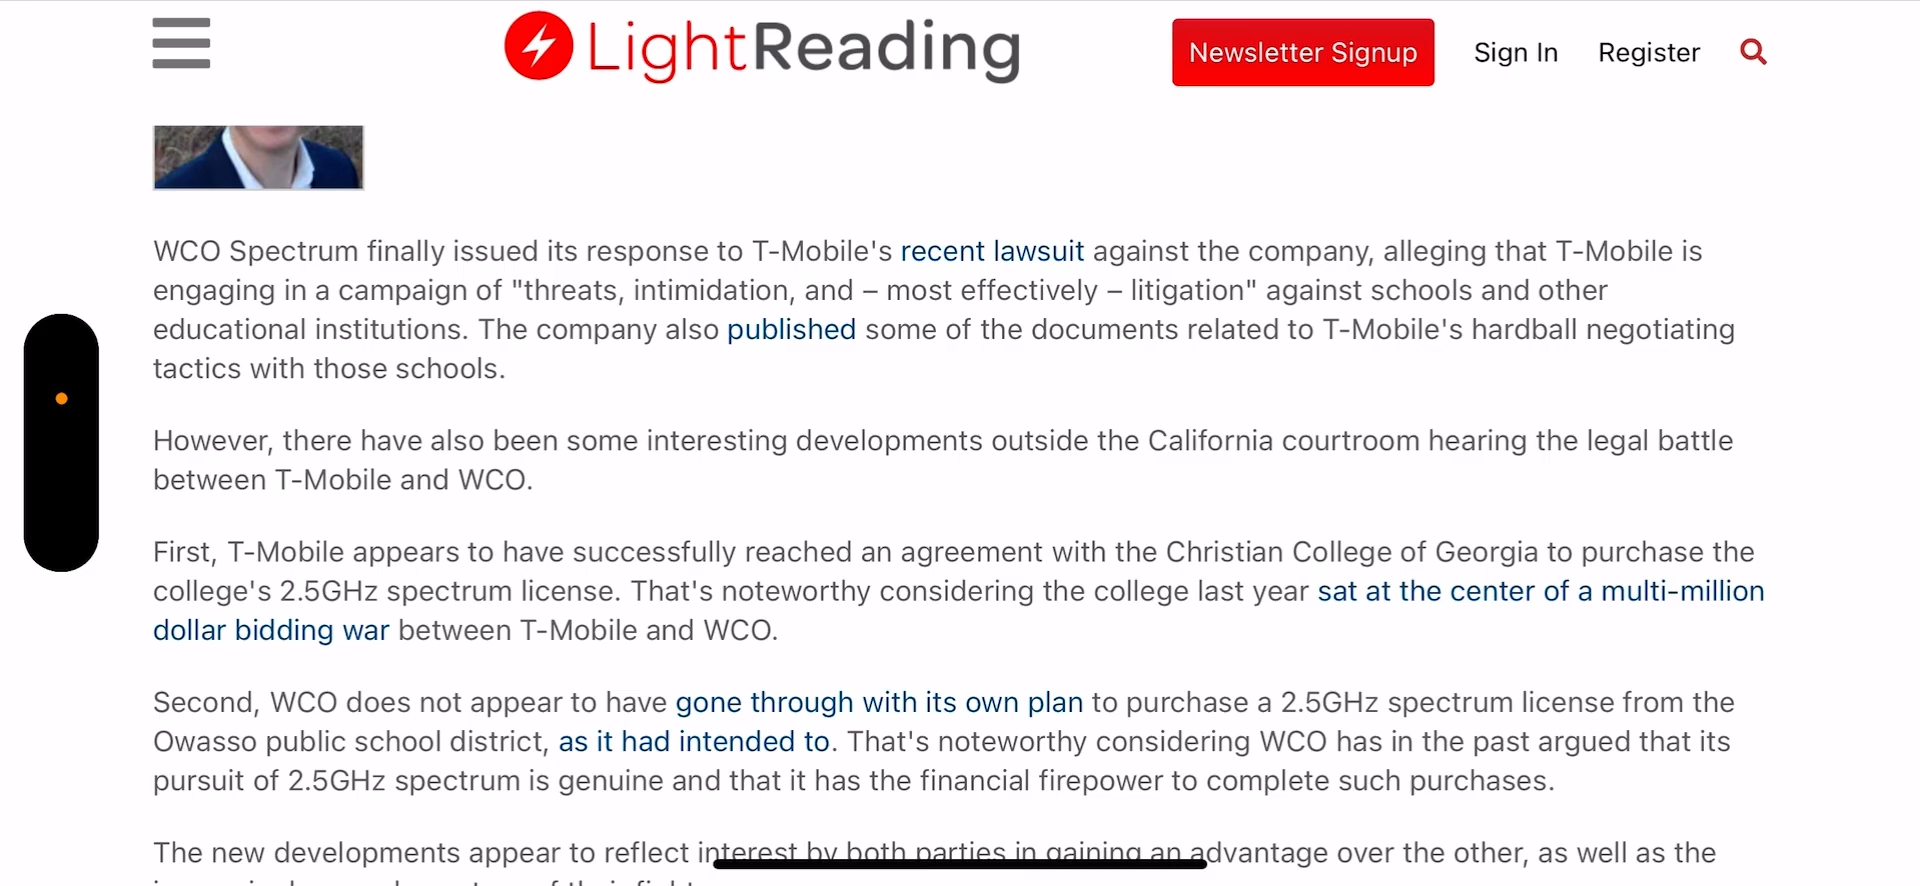 LightReading
Newsletter Signup
Sign In
Register
WCO Spectrum finally issued its response to T-Mobile's recent lawsuit against the company, alleging that T-Mobile is
engaging in a campaign of "threats, intimidation, and – most effectively – litigation" against schools and other
educational institutions. The company also published some of the documents related to T-Mobile's hardball negotiating
tactics with those schools.
However, there have also been some interesting developments outside the California courtroom hearing the legal battle
between T-Mobile and WCO.
First, T-Mobile appears to have successfully reached an agreement with the Christian College of Georgia to purchase the
college's 2.5GHz spectrum license. That's noteworthy considering the college last year sat at the center of a multi-million
dollar bidding war between T-Mobile and WCO.
Second, WCO does not appear to have gone through with its own plan to purchase a 2.5GHz spectrum license from the
Owasso public school district, as it had intended to. That's noteworthy considering WCO has in the past argued that its
pursuit of 2.5GHz spectrum is genuine and that it has the financial firepower to complete such purchases.
The new developments appear to reflect interest by both parties in gaining an advantage over the other, as well as the